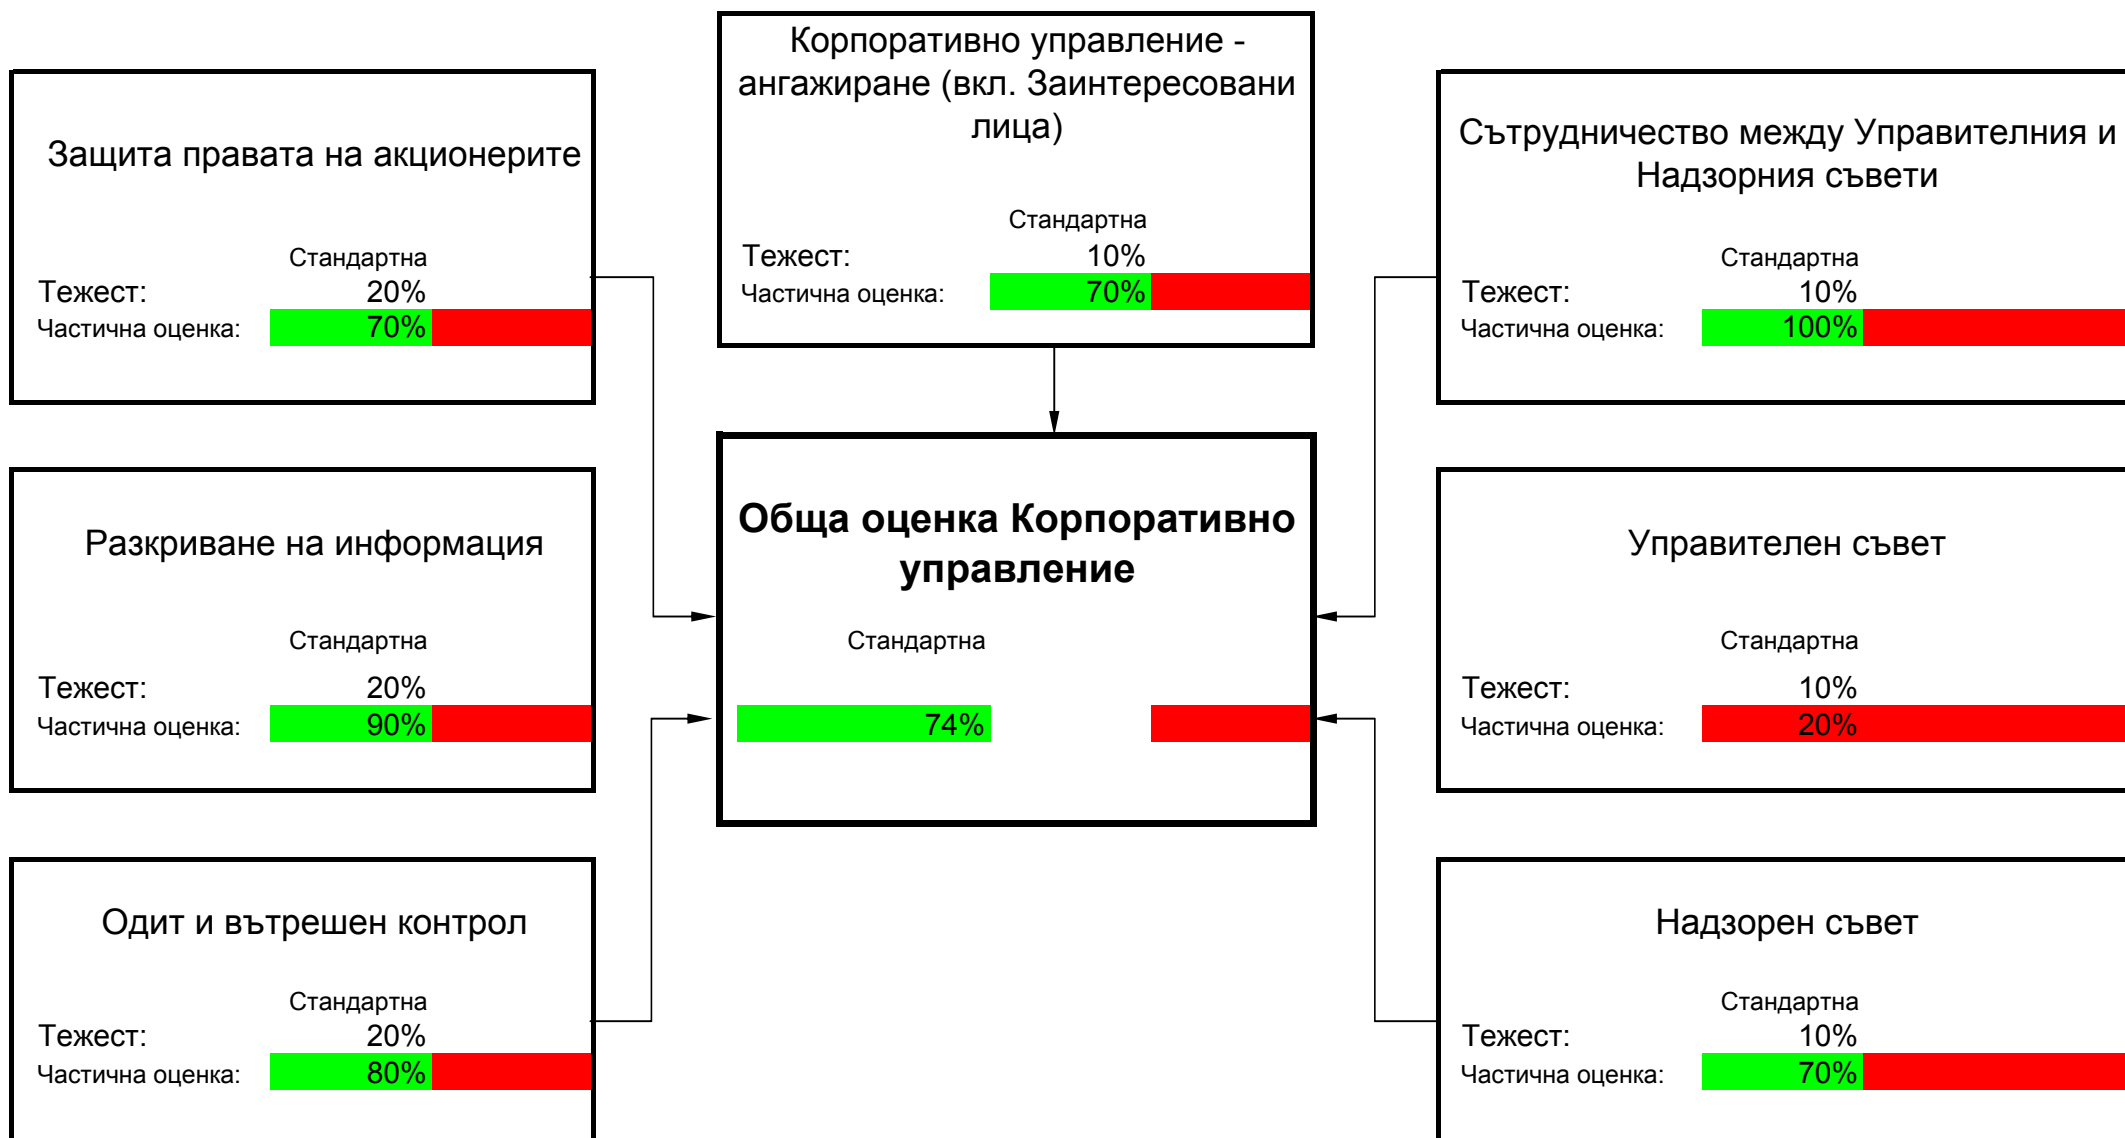 Корпоративно управление -
ангажиране (вкл. Заинтересовани
лица)
Стандартна
Тежест: 10%
Частична оценка: 70%
Защита правата на акционерите
Стандартна
Тежест: 20%
Частична оценка: 70%
Сътрудничество между Управителния и
Надзорния съвети
Стандартна
Тежест: 10%
Частична оценка: 100%
Разкриване на информация
Стандартна
Тежест: 20%
Частична оценка: 90%
Обща оценка Корпоративно
управление
Стандартна
74%
Управителен съвет
Стандартна
Тежест: 10%
Частична оценка: 20%
Одит и вътрешен контрол
Стандартна
Тежест: 20%
Частична оценка: 80%
Надзорен съвет
Стандартна
Тежест: 10%
Частична оценка: 70%